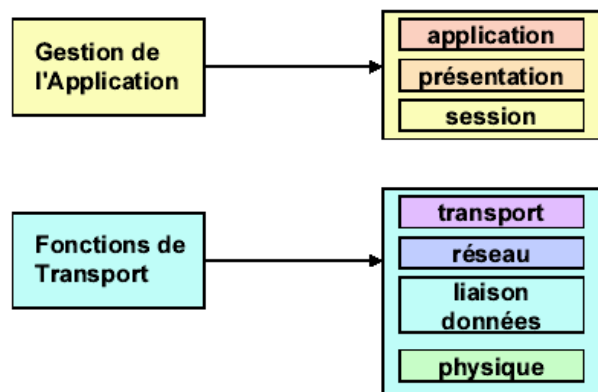 Gestion de
l'Application
application
présentation
session
Fonctions de
Transport
transport
réseau
liaison
données
physique